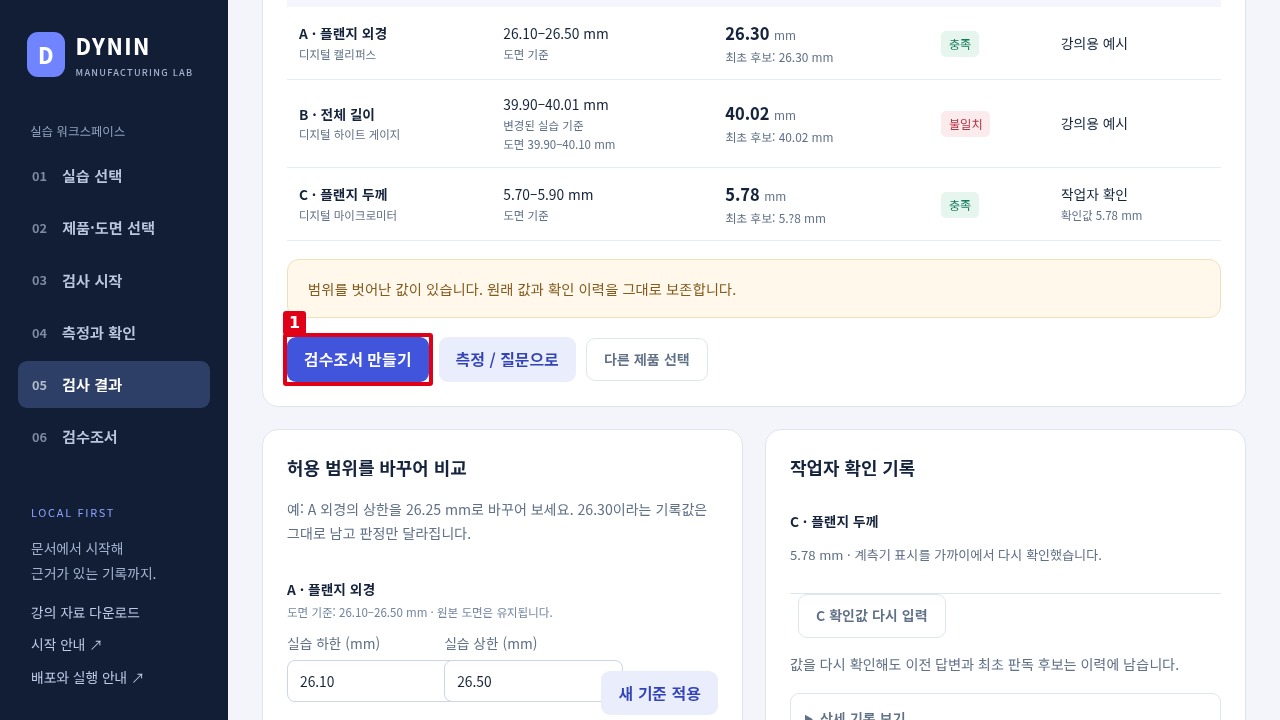 D
DYNIN
MANUFACTURING LAB
실습 워크스페이스
01 실습 선택
02 제품·도면 선택
03 검사 시작
04 측정과 확인
05 검사 결과
06 검수조서
LOCAL FIRST
문서에서 시작해
근거가 있는 기록까지.
강의 자료 다운로드
시작 안내 ↗
배포와 실행 안내 ↗
A · 플랜지 외경
디지털 캘리퍼스
26.10–26.50 mm
도면 기준
26.30 mm
최초 후보: 26.30 mm
충족
강의용 예시
B · 전체 길이
디지털 하이트 게이지
39.90–40.01 mm
변경된 실습 기준
도면 39.90–40.10 mm
40.02 mm
최초 후보: 40.02 mm
불일치
강의용 예시
C · 플랜지 두께
디지털 마이크로미터
5.70–5.90 mm
도면 기준
5.78 mm
최초 후보: 5.78 mm
충족
작업자 확인
확인값 5.78 mm
범위를 벗어난 값이 있습니다. 원래 값과 확인 이력을 그대로 보존합니다.
1
검수조서 만들기
측정 / 질문으로
다른 제품 선택
허용 범위를 바꾸어 비교
예: A 외경의 상한을 26.25 mm로 바꾸어 보세요. 26.30이라는 기록값은
그대로 남고 판정만 달라집니다.
A · 플랜지 외경
도면 기준: 26.10–26.50 mm · 원본 도면은 유지됩니다.
실습 하한 (mm)
실습 상한 (mm)
26.10
26.50
새 기준 적용
작업자 확인 기록
C · 플랜지 두께
5.78 mm · 계측기 표시를 가까이에서 다시 확인했습니다.
C 확인값 다시 입력
값을 다시 확인해도 이전 답변과 최초 판독 후보는 이력에 남습니다.
▶ 상세 기록 보기